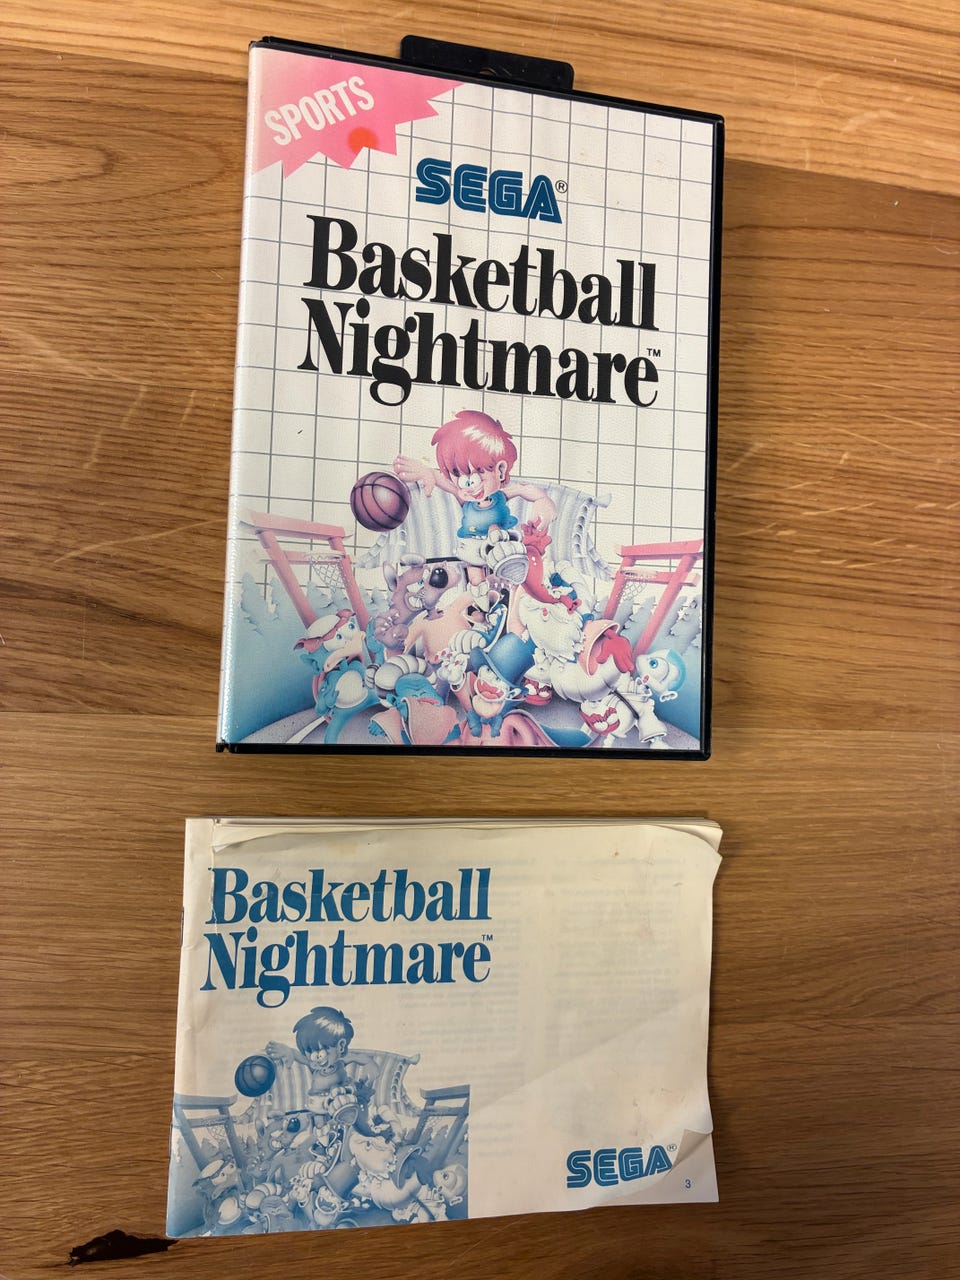 SPORTS
SEGA®
Basketball
Nightmare™
Basketball
Nightmare™
SEGA®
3